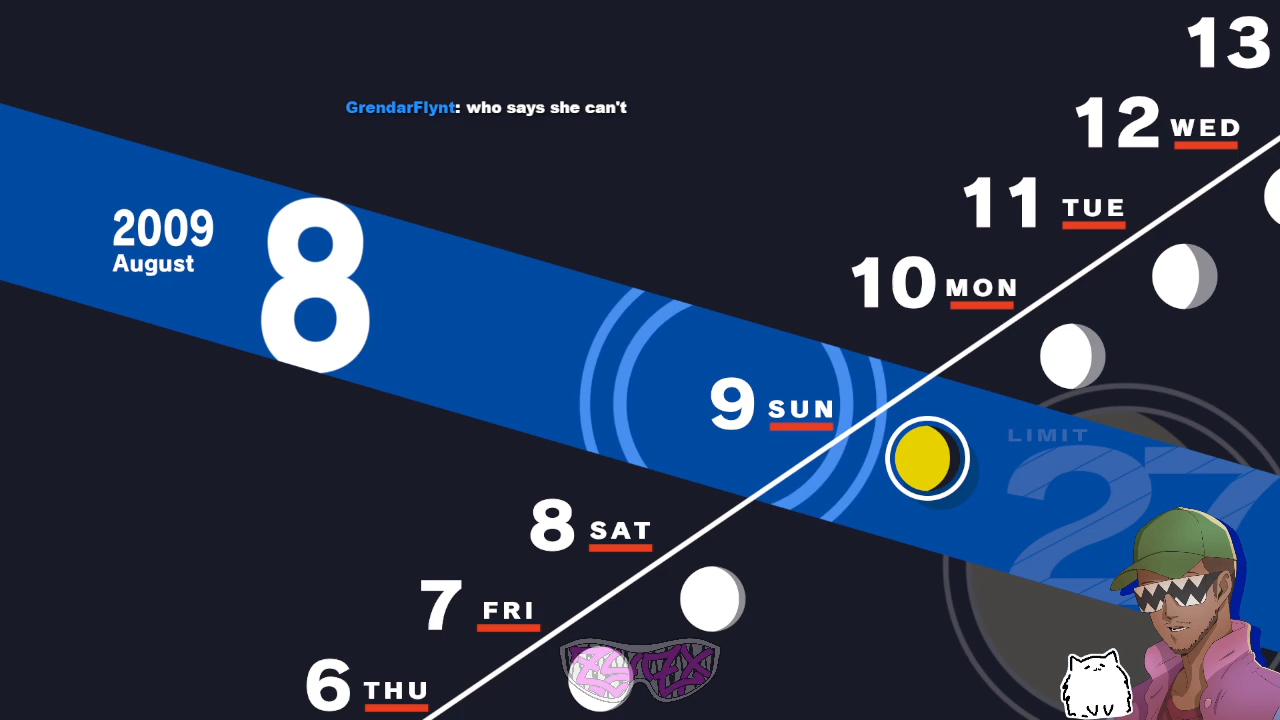 13
12 WED
GrendarFlynt: who says she can't
11 TUE
2009
August
8
10 MON
9 SUN
LIMIT
27
8 SAT
7 FRI
6 THU